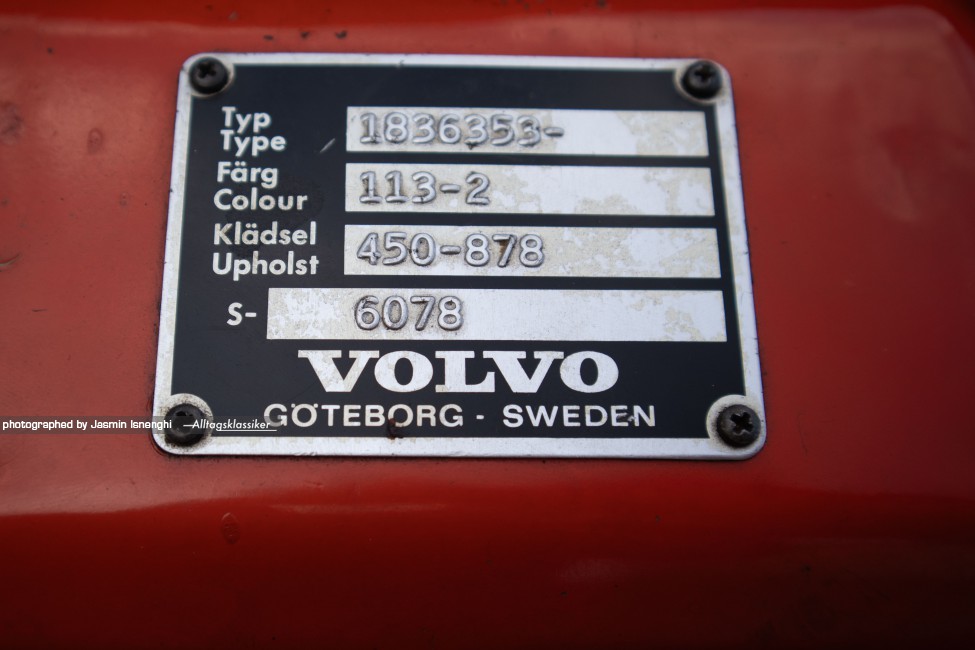 Typ
Type 1836353-
Färg
Colour 113-2
Klädsel
Upholst 450-878
S- 6078
VOLVO
GÖTEBORG - SWEDEN
photographed by Jasmin Isnenghi —Alltagsklassiker—